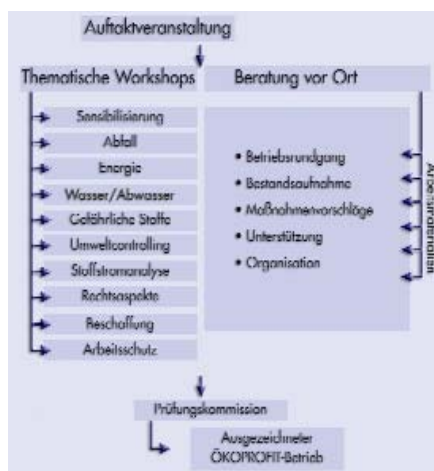 Auftaktveranstaltung
Thematische Workshops
Sensibilisierung
Abfall
Energie
Wasser/Abwasser
Gefährliche Stoffe
Umweltcontrolling
Stoffstromanalyse
Rechtsaspekte
Beschaffung
Arbeitsschutz
Beratung vor Ort
• Betriebsrundgang
• Bestandsaufnahme
• Maßnahmenvorschläge
• Unterstützung
• Organisation
Arbeitsmaterialien
Prüfungskommission
Ausgezeichneter
ÖKOPROFIT-Betrieb